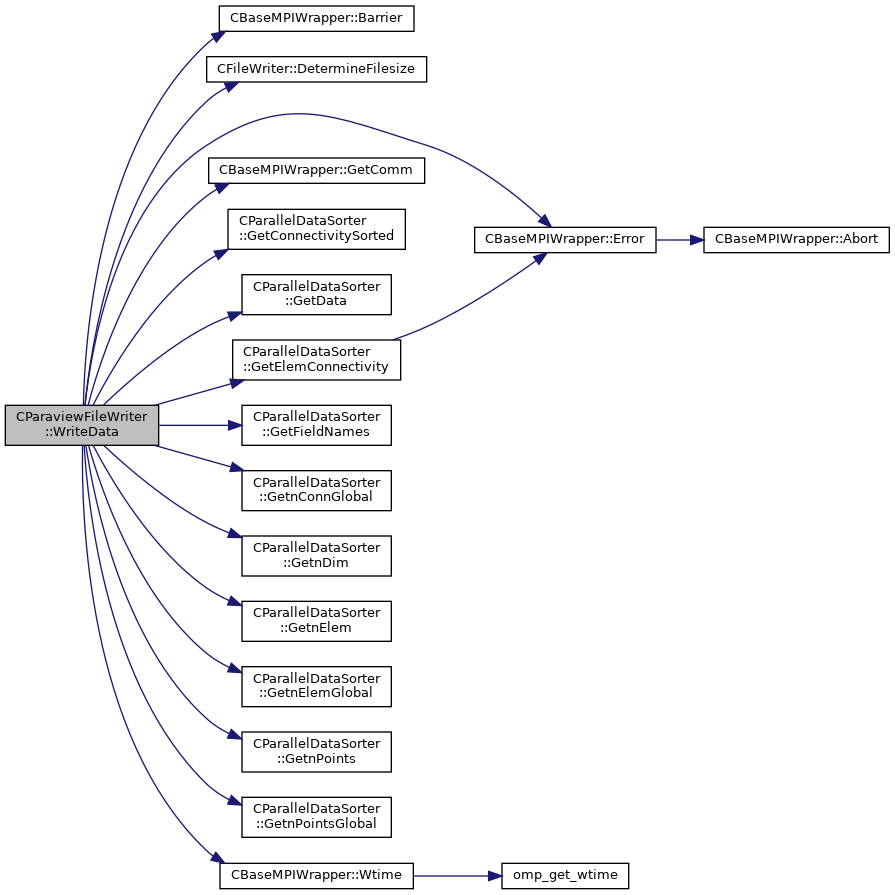 CBaseMPIWrapper::Barrier
CFileWriter::DetermineFilesize
CBaseMPIWrapper::GetComm
CParallelDataSorter
::GetConnectivitySorted
CBaseMPIWrapper::Error
CBaseMPIWrapper::Abort
CParallelDataSorter
::GetData
CParallelDataSorter
::GetElemConnectivity
CParaviewFileWriter
::WriteData
CParallelDataSorter
::GetFieldNames
CParallelDataSorter
::GetnConnGlobal
CParallelDataSorter
::GetnDim
CParallelDataSorter
::GetnElem
CParallelDataSorter
::GetnElemGlobal
CParallelDataSorter
::GetnPoints
CParallelDataSorter
::GetnPointsGlobal
CBaseMPIWrapper::Wtime
omp_get_wtime